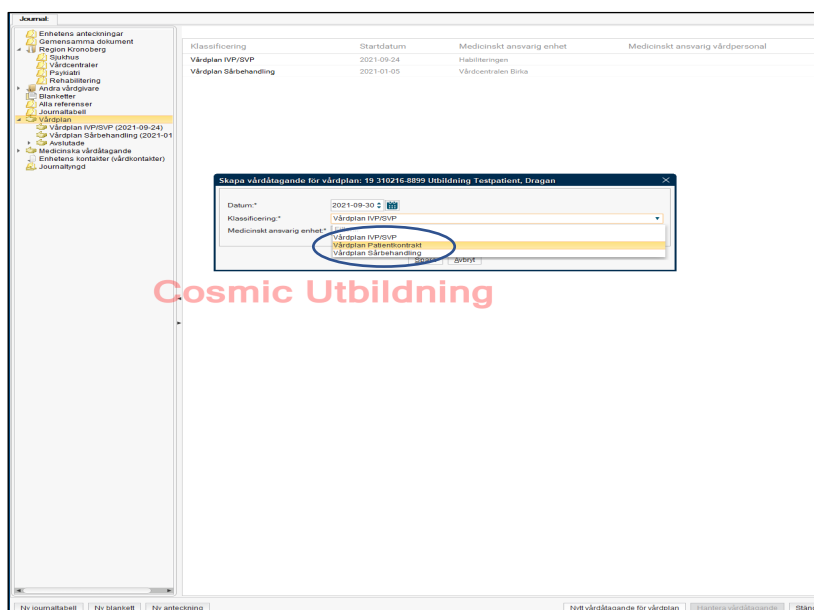 Journal:
Enhetens anteckningar
Gemensamma dokument
Region Kronoberg
Sjukhus
Vårdcentraler
Psykiatri
Rehabilitering
Andra vårdgivare
Blanketter
Alla referenser
Journaltabell
Vårdplan
Vårdplan IVP/SVP (2021-09-24)
Vårdplan Sårbehandling (2021-01
Avslutade
Medicinska vårdåtagande
Enhetens kontakter (vårdkontakter)
Journaltyngd
Klassificering Startdatum Medicinskt ansvarig enhet Medicinskt ansvarig vårdpersonal
Vårdplan IVP/SVP 2021-09-24 Habiliteringen
Vårdplan Sårbehandling 2021-01-05 Vårdcentralen Birka
Skapa vårdåtagande för vårdplan: 19 310216-8899 Utbildning Testpatient, Dragan
Datum:* 2021-09-30
Klassificering:* Vårdplan IVP/SVP
Medicinskt ansvarig enhet:*
Vårdplan IVP/SVP
Vårdplan Patientkontrakt
Vårdplan Sårbehandling
Avbryt
Cosmic Utbildning
Ny journaltabell Ny blankett Ny anteckning Nytt vårdåtagande för vårdplan Hantera vårdåtagande Stäng